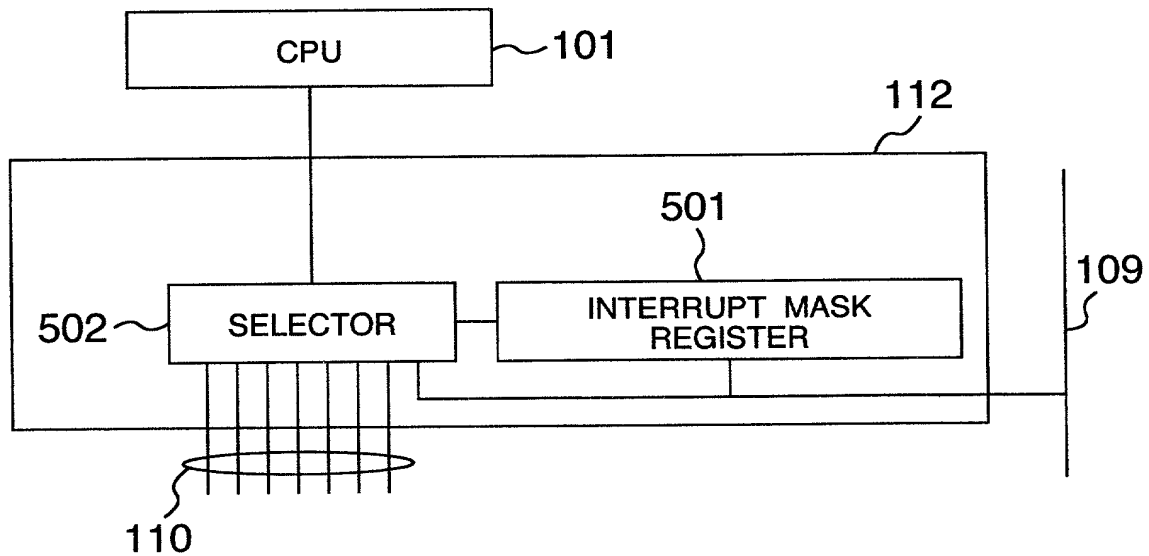 CPU
101
112
501
109
502
SELECTOR
INTERRUPT MASK
REGISTER
110